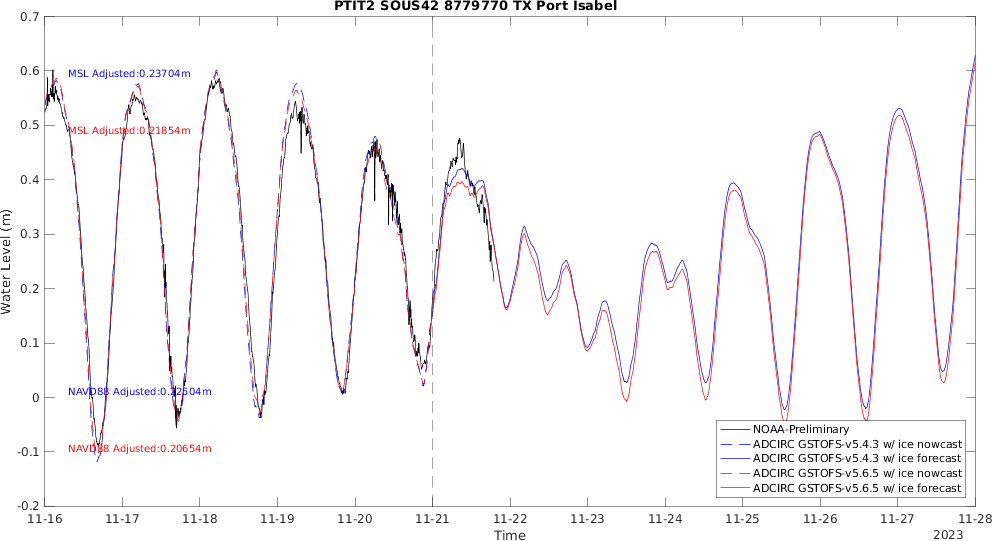 PTIT2 SOUS42 8779770 TX Port Isabel
0.7
0.6
0.5
0.4
0.3
0.2
0.1
0
-0.1
-0.2
Water Level (m)
MSL Adjusted:0.23704m
MSL Adjusted:0.21854m
NAVD88 Adjusted:0.22504m
NAVD88 Adjusted:0.20654m
NOAA-Preliminary
ADCIRC GSTOFS-v5.4.3 w/ ice nowcast
ADCIRC GSTOFS-v5.4.3 w/ ice forecast
ADCIRC GSTOFS-v5.6.5 w/ ice nowcast
ADCIRC GSTOFS-v5.6.5 w/ ice forecast
11-16 11-17 11-18 11-19 11-20 11-21 11-22 11-23 11-24 11-25 11-26 11-27 11-28
Time
2023